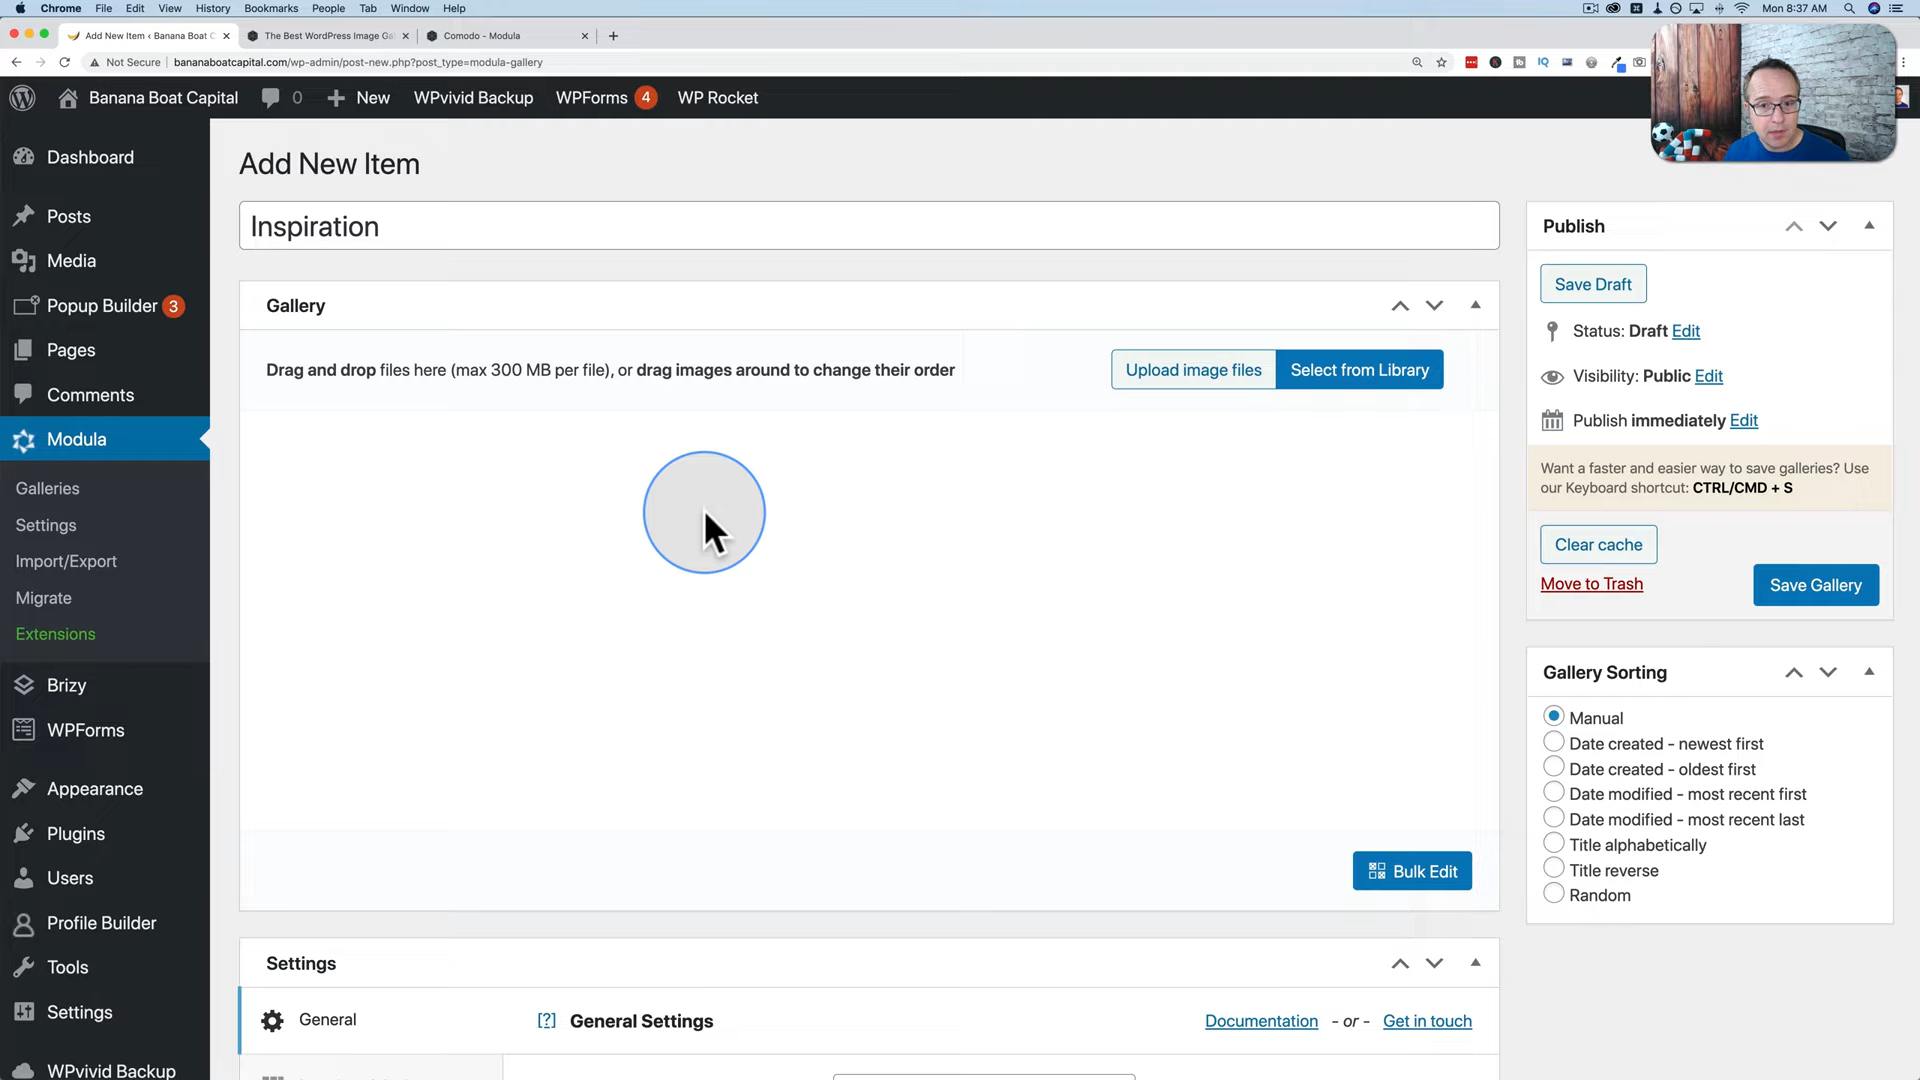 Chrome File Edit View History Bookmarks People Tab Window Help
Mon 8:37 AM
Add New Item ‹ Banana Boat C
The Best WordPress Image Ga
Comodo - Modula
Not Secure
bananaboatcapital.com/wp-admin/post-new.php?post_type=modula-gallery
IQ
Banana Boat Capital
0
New
WPvivid Backup
WPForms 4
WP Rocket
Dashboard
Posts
Media
Popup Builder 3
Pages
Comments
Modula
Galleries
Settings
Import/Export
Migrate
Extensions
Brizy
WPForms
Appearance
Plugins
Users
Profile Builder
Tools
Settings
WPvivid Backup
Add New Item
Inspiration
Gallery
Drag and drop files here (max 300 MB per file), or drag images around to change their order
Upload image files
Select from Library
Bulk Edit
Settings
General
[?] General Settings
Documentation - or - Get in touch
Publish
Save Draft
Status: Draft Edit
Visibility: Public Edit
Publish immediately Edit
Want a faster and easier way to save galleries? Use
our Keyboard shortcut: CTRL/CMD + S
Clear cache
Move to Trash
Save Gallery
Gallery Sorting
Manual
Date created - newest first
Date created - oldest first
Date modified - most recent first
Date modified - most recent last
Title alphabetically
Title reverse
Random